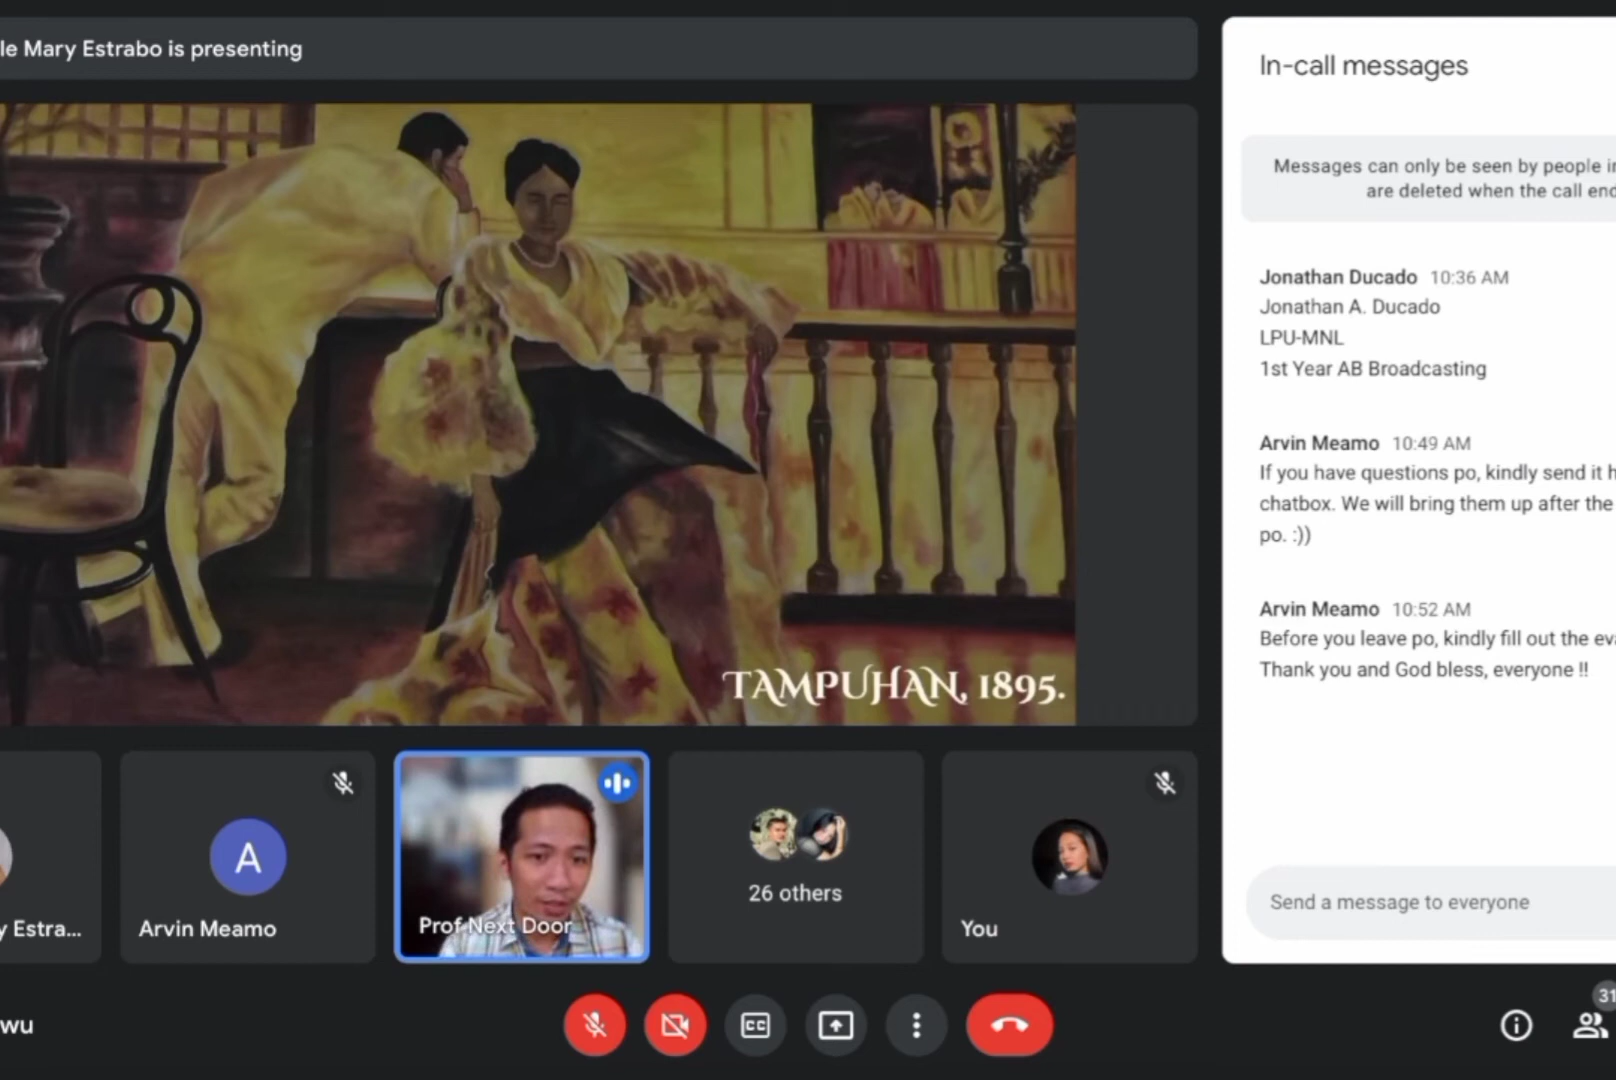 le Mary Estrabo is presenting
TAMPUHAN, 1895.
y Estra...
A
Arvin Meamo
Prof Next Door
26 others
You
wu
In-call messages
Messages can only be seen by people in
are deleted when the call end
Jonathan Ducado 10:36 AM
Jonathan A. Ducado
LPU-MNL
1st Year AB Broadcasting
Arvin Meamo 10:49 AM
If you have questions po, kindly send it h
chatbox. We will bring them up after the
po. :))
Arvin Meamo 10:52 AM
Before you leave po, kindly fill out the eva
Thank you and God bless, everyone !!
Send a message to everyone
CC
31